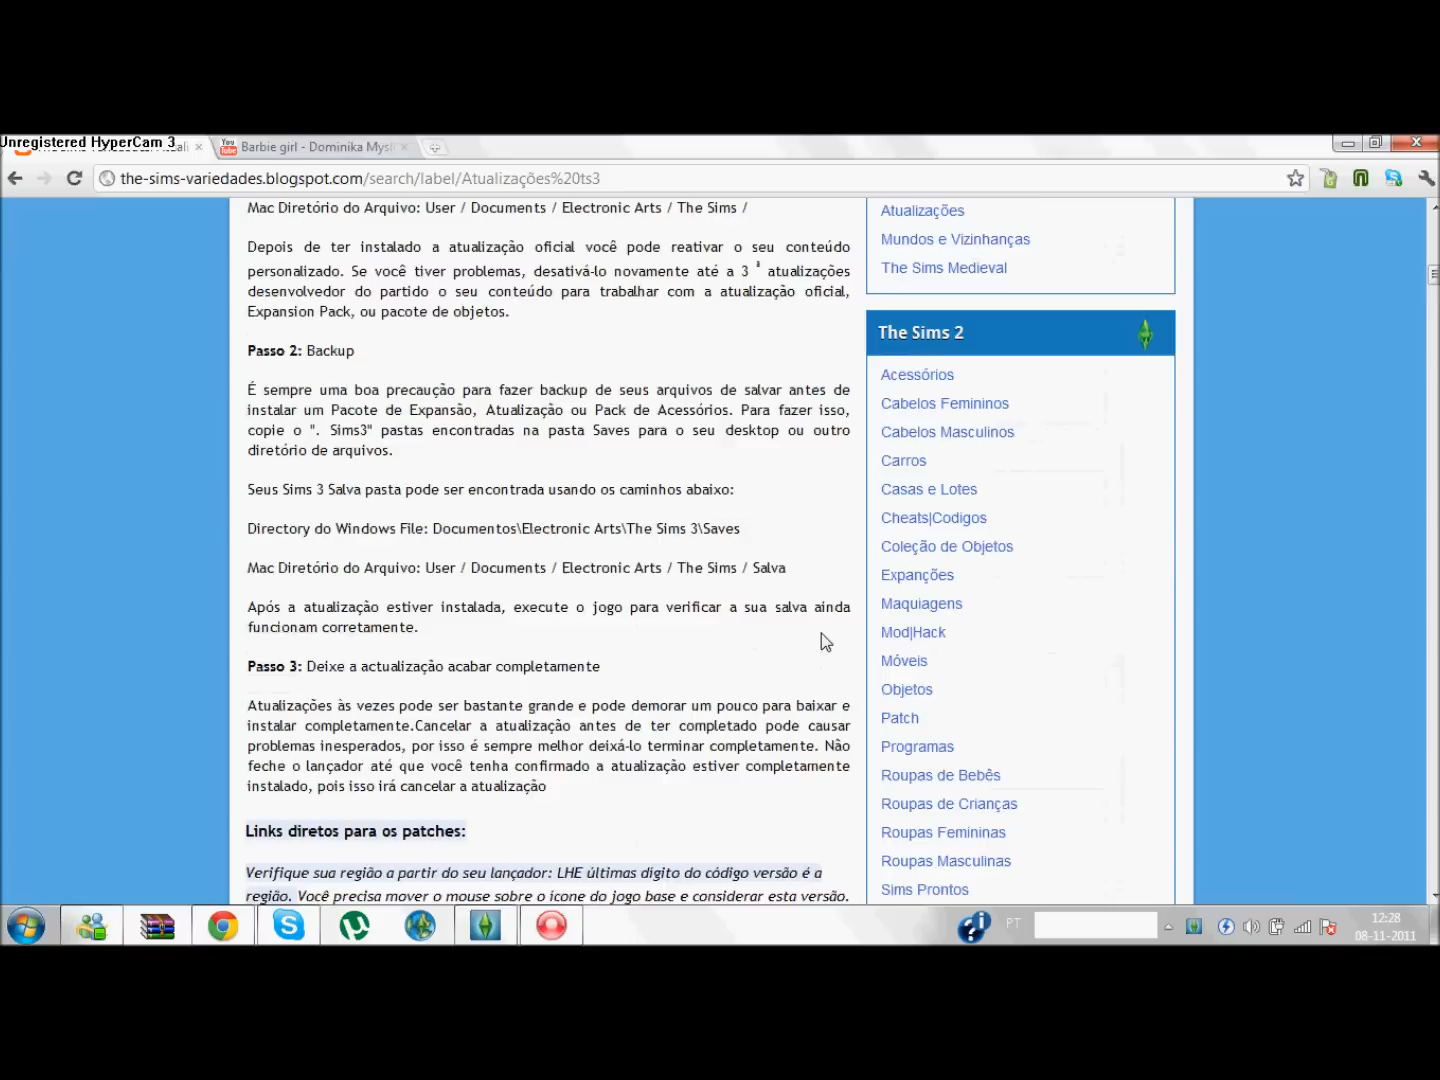 Unregistered HyperCam 3
Barbie girl - Dominika Myst
the-sims-variedades.blogspot.com/search/label/Atualizações%20ts3
Mac Diretório do Arquivo: User / Documents / Electronic Arts / The Sims /
Depois de ter instalado a atualização oficial você pode reativar o seu conteúdo
personalizado. Se você tiver problemas, desativá-lo novamente até a 3 ª atualizações
desenvolvedor do partido o seu conteúdo para trabalhar com a atualização oficial,
Expansion Pack, ou pacote de objetos.
Passo 2: Backup
É sempre uma boa precaução para fazer backup de seus arquivos de salvar antes de
instalar um Pacote de Expansão, Atualização ou Pack de Acessórios. Para fazer isso,
copie o ". Sims3" pastas encontradas na pasta Saves para o seu desktop ou outro
diretório de arquivos.
Seus Sims 3 Salva pasta pode ser encontrada usando os caminhos abaixo:
Directory do Windows File: Documentos\Electronic Arts\The Sims 3\Saves
Mac Diretório do Arquivo: User / Documents / Electronic Arts / The Sims / Salva
Após a atualização estiver instalada, execute o jogo para verificar a sua salva ainda
funcionam corretamente.
Passo 3: Deixe a actualização acabar completamente
Atualizações às vezes pode ser bastante grande e pode demorar um pouco para baixar e
instalar completamente.Cancelar a atualização antes de ter completado pode causar
problemas inesperados, por isso é sempre melhor deixá-lo terminar completamente. Não
feche o lançador até que você tenha confirmado a atualização estiver completamente
instalado, pois isso irá cancelar a atualização
Links diretos para os patches:
Verifique sua região a partir do seu lançador: LHE últimas dígito do código versão é a
região. Você precisa mover o mouse sobre o ícone do jogo base e considerar esta versão.
Atualizações
Mundos e Vizinhanças
The Sims Medieval
The Sims 2
Acessórios
Cabelos Femininos
Cabelos Masculinos
Carros
Casas e Lotes
Cheats|Codigos
Coleção de Objetos
Expanções
Maquiagens
Mod|Hack
Móveis
Objetos
Patch
Programas
Roupas de Bebês
Roupas de Crianças
Roupas Femininas
Roupas Masculinas
Sims Prontos
PT
12:28
08-11-2011